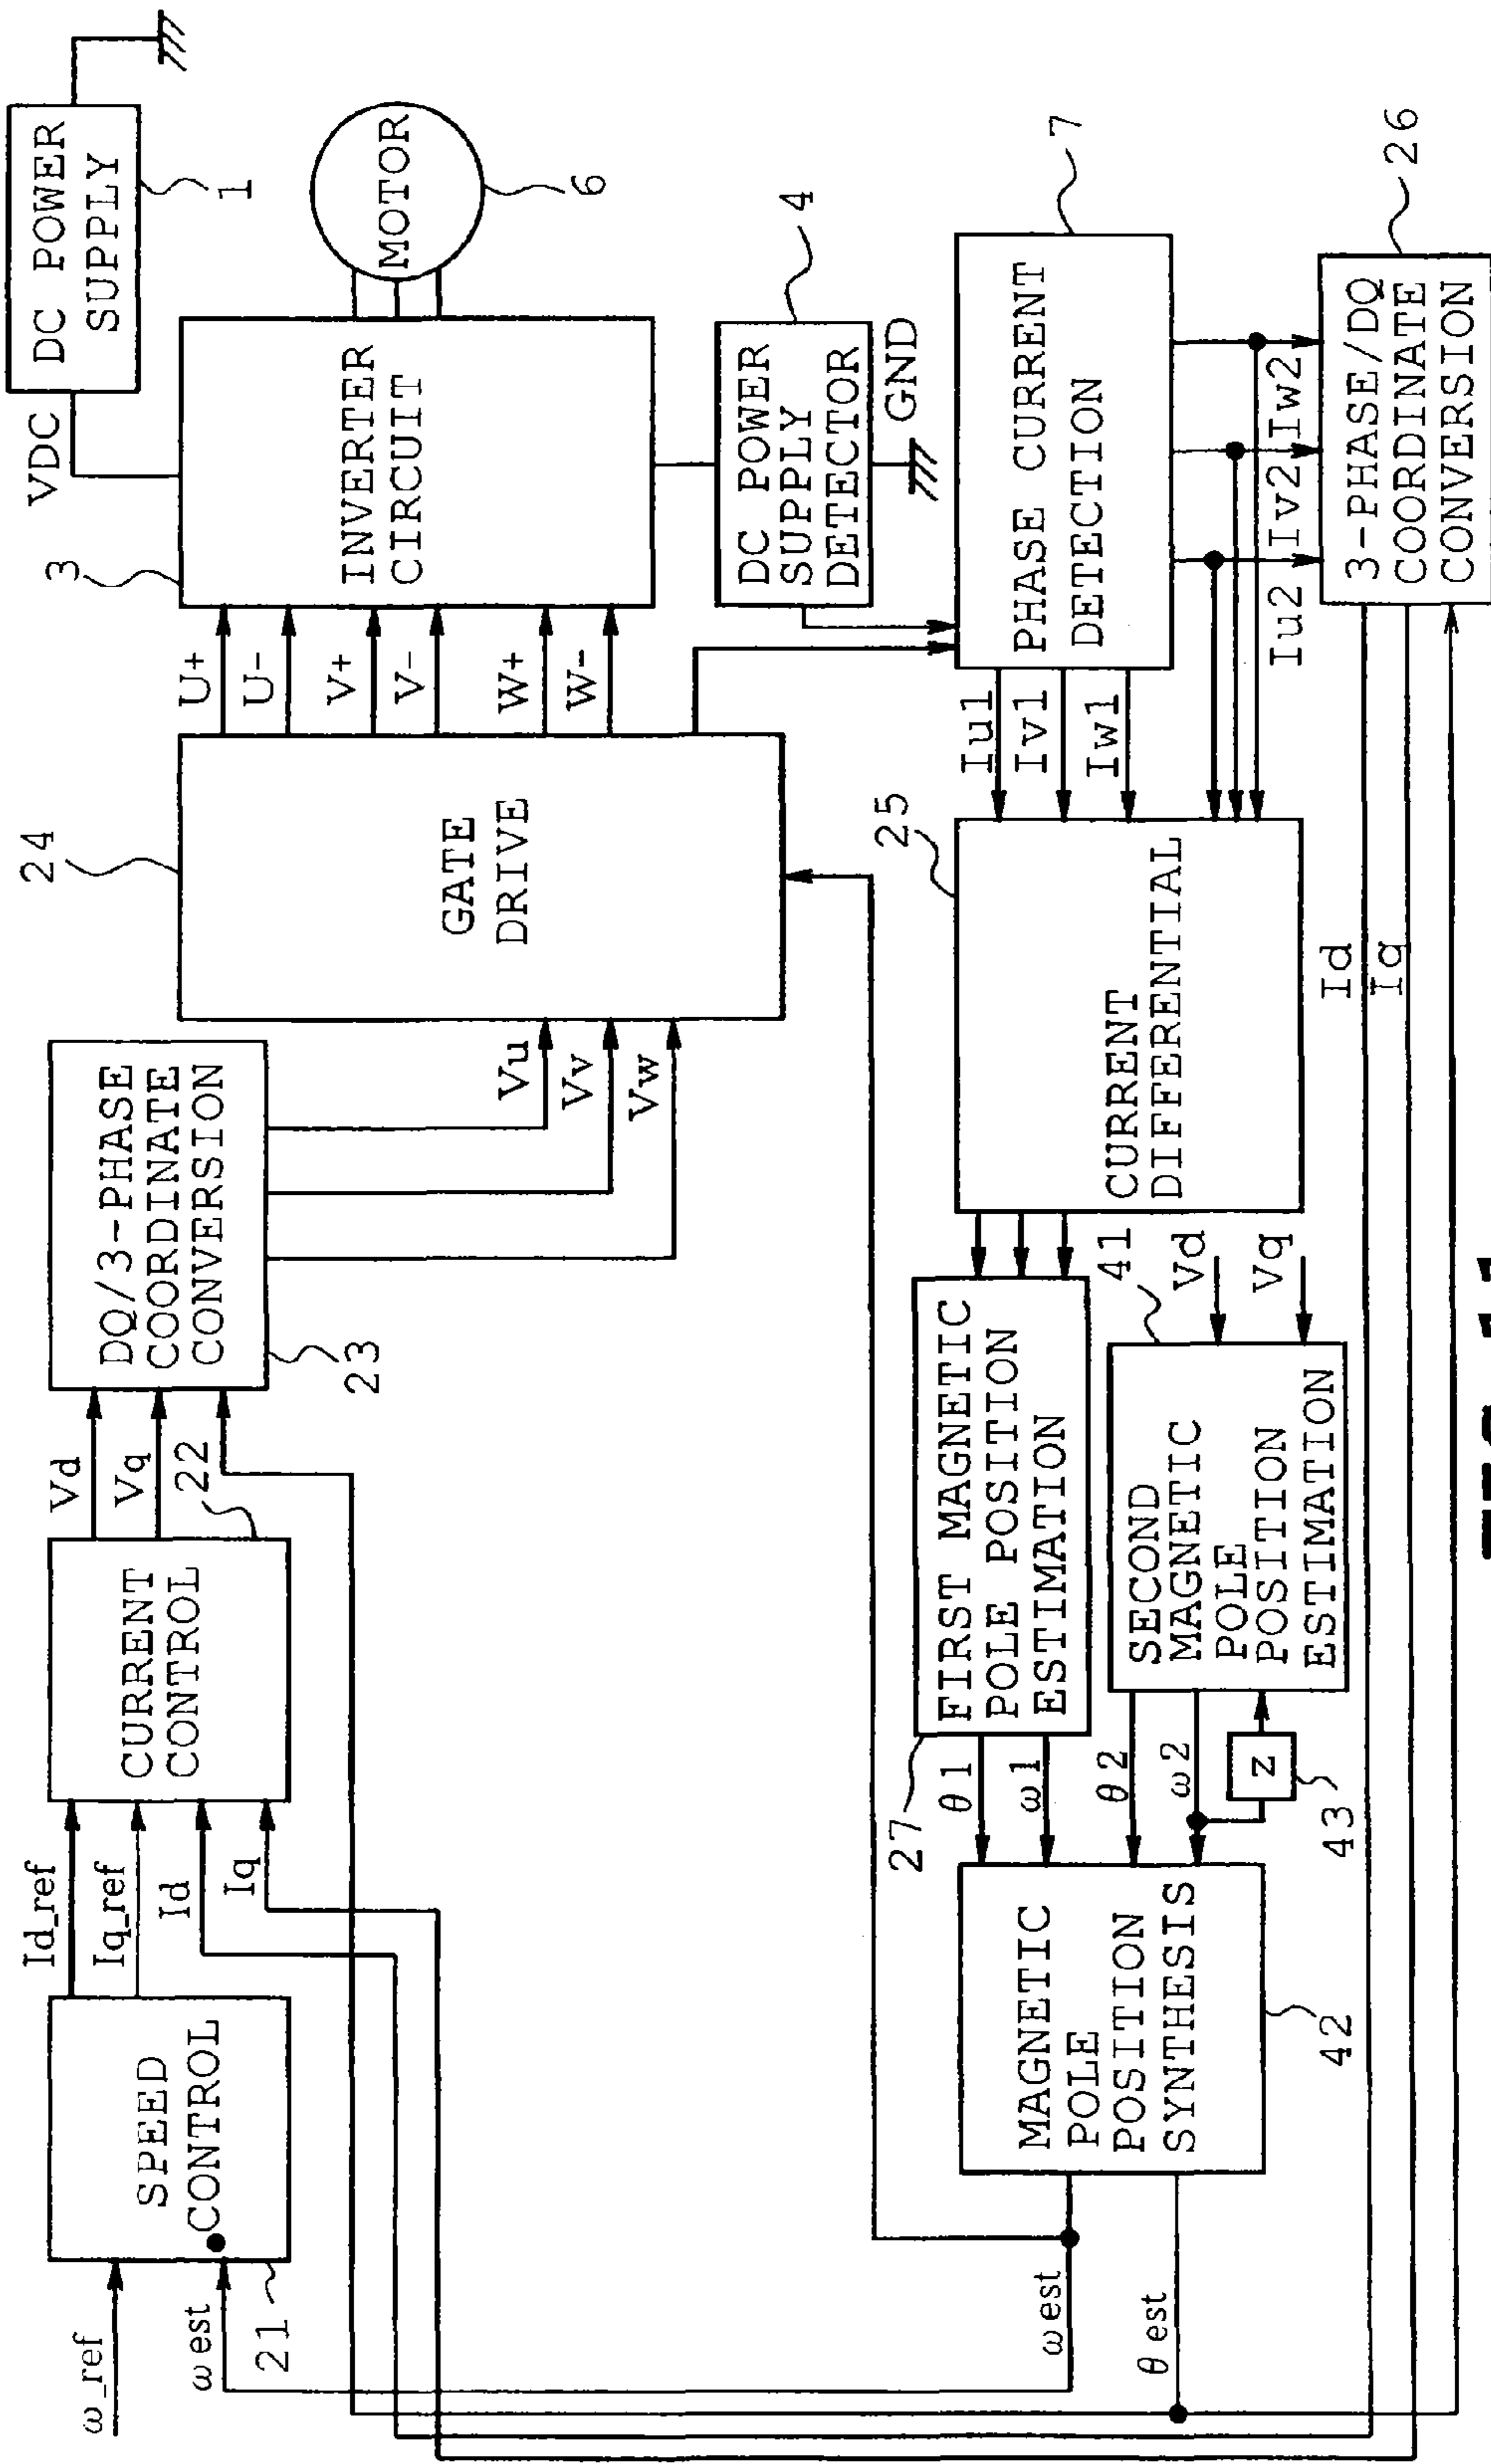 ω_ref
ωest
21
SPEED
CONTROL
Id_ref
Iq_ref
Id
Iq
CURRENT
CONTROL
22
Vd
Vq
DQ/3-PHASE
COORDINATE
CONVERSION
23
Vu
Vv
Vw
24
GATE
DRIVE
U+
U-
V+
V-
W+
W-
3
INVERTER
CIRCUIT
VDC
DC POWER
SUPPLY
1
MOTOR
6
DC POWER
SUPPLY
DETECTOR
4
GND
7
PHASE CURRENT
DETECTION
Iu1
Iv1
Iw1
Iu2
Iv2
Iw2
26
3-PHASE/DQ
COORDINATE
CONVERSION
25
CURRENT
DIFFERENTIAL
Id
Iq
FIRST MAGNETIC
POLE POSITION
ESTIMATION
27
θ1
ω1
41
Vd
Vq
SECOND
MAGNETIC
POLE
POSITION
ESTIMATION
θ2
ω2
Z
43
MAGNETIC
POLE
POSITION
SYNTHESIS
42
ωest
θest